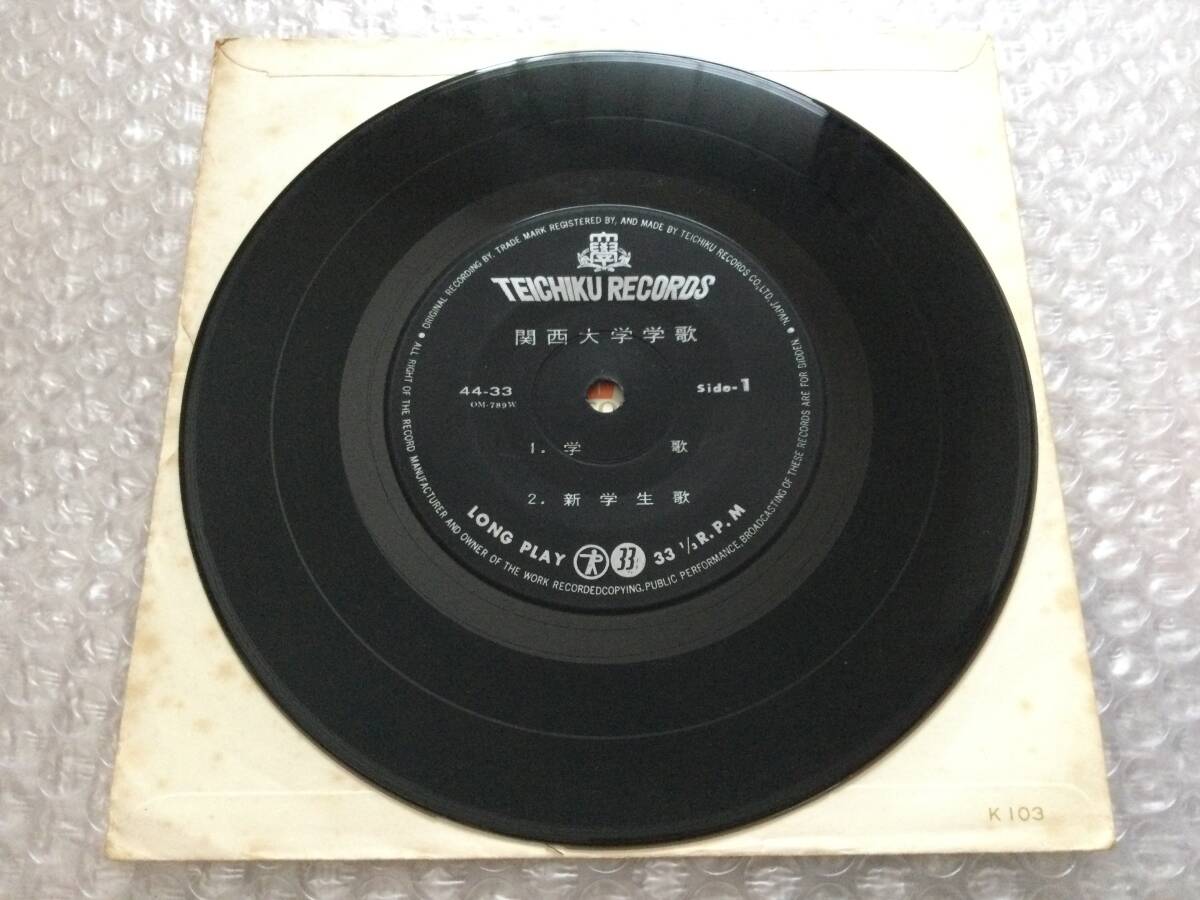 ORIGINAL RECORDING BY, TRADE MARK REGISTERED BY, AND MADE BY TEICHIKU RECORDS CO,.LTD. JAPAN.
TEICHIKU RECORDS
関西大学学歌
44-33 Side-1
OM-789W
1. 学 歌
2. 新学生歌
LONG PLAY 33 33 1/3 R.P.M
ALL RIGHT OF THE RECORD MANUFACTURER AND OWNER OF THE WORK RECORDEDCOPYING, PUBLIC PERFORMANCE, BROADCASTING OF THESE RECORDS ARE FOR DIDDEN.
K103